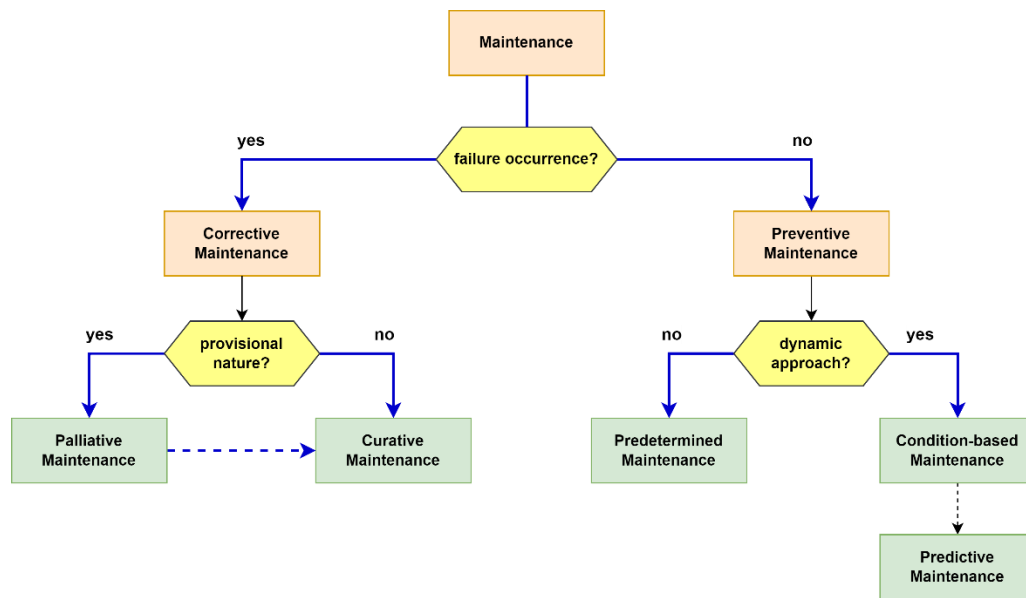 Maintenance
yes
no
failure occurrence?
Corrective
Maintenance
Preventive
Maintenance
yes
provisional
nature?
no
no
dynamic
approach?
yes
Palliative
Maintenance
Curative
Maintenance
Predetermined
Maintenance
Condition-based
Maintenance
Predictive
Maintenance